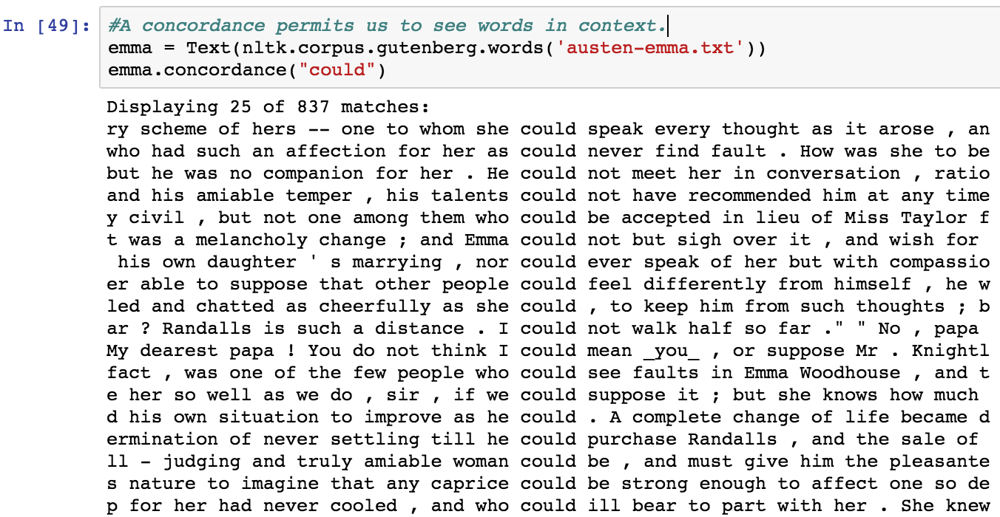 In [49]: #A concordance permits us to see words in context.
emma = Text(nltk.corpus.gutenberg.words('austen-emma.txt'))
emma.concordance("could")
Displaying 25 of 837 matches:
ry scheme of hers -- one to whom she could speak every thought as it arose , an
who had such an affection for her as could never find fault . How was she to be
but he was no companion for her . He could not meet her in conversation , ratio
and his amiable temper , his talents could not have recommended him at any time
y civil , but not one among them who could be accepted in lieu of Miss Taylor f
t was a melancholy change ; and Emma could not but sigh over it , and wish for
 his own daughter ' s marrying , nor could ever speak of her but with compassio
er able to suppose that other people could feel differently from himself , he w
led and chatted as cheerfully as she could , to keep him from such thoughts ; b
ar ? Randalls is such a distance . I could not walk half so far ." " No , papa
My dearest papa ! You do not think I could mean _you_ , or suppose Mr . Knightl
fact , was one of the few people who could see faults in Emma Woodhouse , and t
e her so well as we do , sir , if we could suppose it ; but she knows how much
d his own situation to improve as he could . A complete change of life became d
ermination of never settling till he could purchase Randalls , and the sale of
ll - judging and truly amiable woman could be , and must give him the pleasante
s nature to imagine that any caprice could be strong enough to affect one so de
p for her had never cooled , and who could ill bear to part with her . She knew